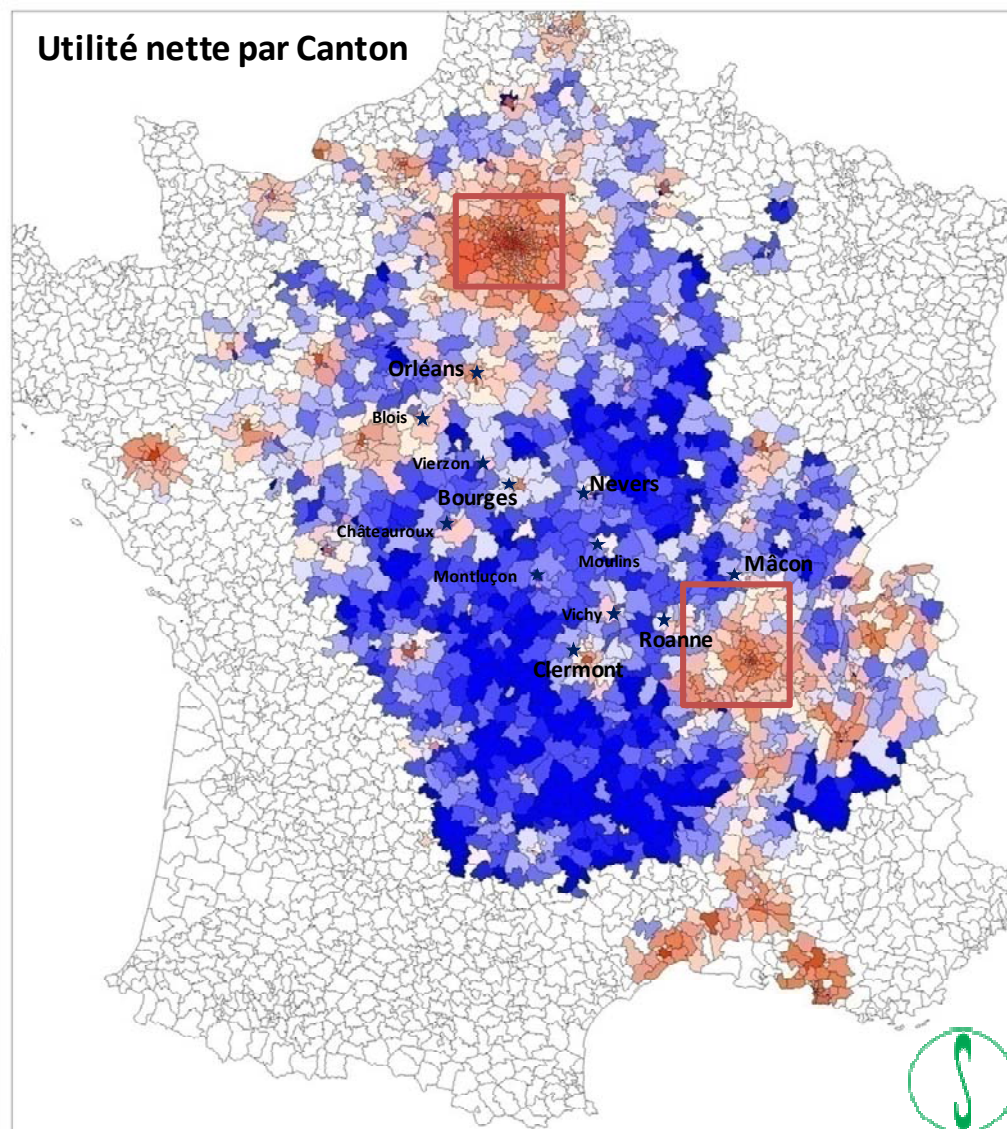 Utilité nette par Canton
Orléans
Blois
Vierzon
Bourges
Nevers
Châteauroux
Moulins
Mâcon
Montluçon
Vichy
Roanne
Clermont
S